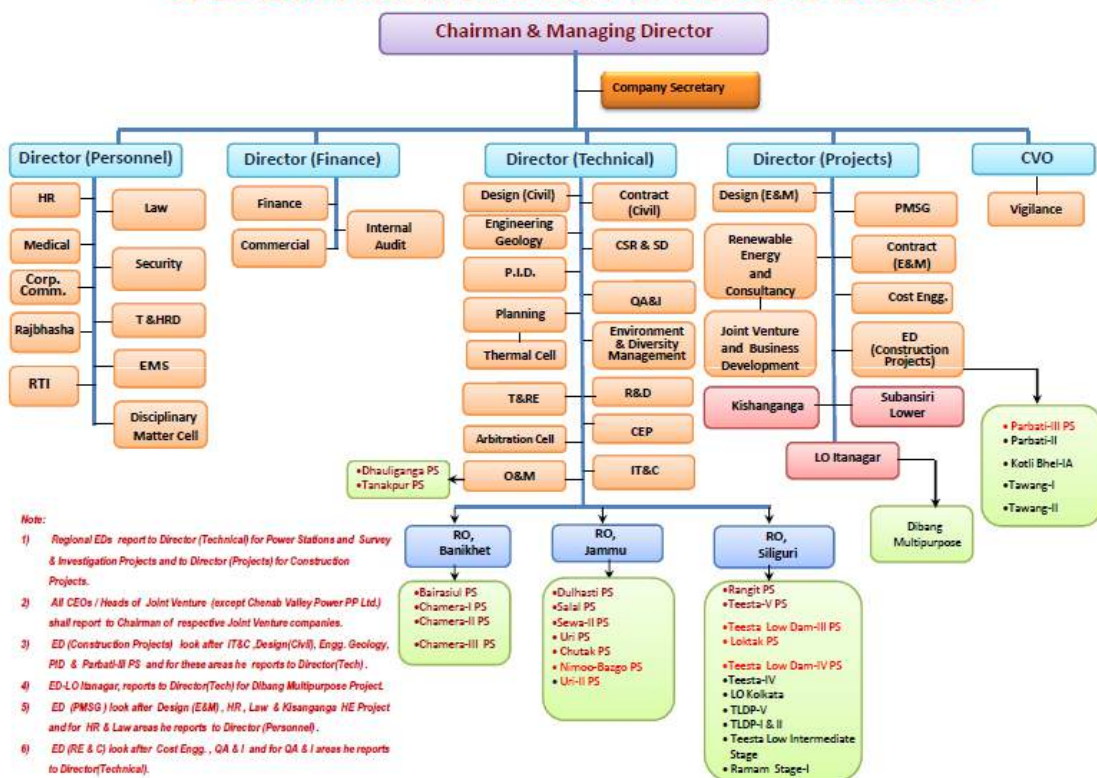 Chairman & Managing Director
Company Secretary
Director (Personnel)
Director (Finance)
Director (Technical)
Director (Projects)
CVO
HR
Law
Medical
Security
Corp.
Comm.
T &HRD
Rajbhasha
EMS
RTI
Disciplinary
Matter Cell
Finance
Internal
Audit
Commercial
Design (Civil)
Contract
(Civil)
Engineering
Geology
CSR & SD
P.I.D.
QA&I
Planning
Environment
& Diversity
Management
Thermal Cell
T&RE
R&D
CEP
Arbitration Cell
O&M
IT&C
•Dhauliganga PS
•Tanakpur PS
Design (E&M)
PMSG
Renewable
Energy
and
Consultancy
Contract
(E&M)
Cost Engg.
Joint Venture
and Business
Development
ED
(Construction
Projects)
Kishanganga
Subansiri
Lower
LO Itanagar
Vigilance
• Parbati-III PS
• Parbati-II
• Kotli Bhel-IA
•Tawang-I
•Tawang-II
Dibang
Multipurpose
RO,
Banikhet
RO,
Jammu
RO,
Siliguri
•Bairasiul PS
•Chamera-I PS
•Chamera-II PS
•Chamera-III PS
•Dulhasti PS
•Salal PS
•Sewa-II PS
• Uri PS
• Chutak PS
• Nimoo-Bazgo PS
• Uri-II PS
•Rangit PS
•Teesta-V PS
•Teesta Low Dam-III PS
• Loktak PS
•Teesta Low Dam-IV PS
•Teesta-IV
• LO Kolkata
• TLDP-V
• TLDP-I & II
• Teesta Low Intermediate
Stage
• Ramam Stage-I
Note:
1) Regional EDs report to Director (Technical) for Power Stations and Survey
& Investigation Projects and to Director (Projects) for Construction
Projects.
2) All CEOs / Heads of Joint Venture (except Chenab Valley Power PP Ltd.)
shall report to Chairman of respective Joint Venture companies.
3) ED (Construction Projects) look after IT&C ,Design(Civil), Engg. Geology,
PID & Parbati-III PS and for these areas he reports to Director(Tech) .
4) ED-LO Itanagar, reports to Director(Tech) for Dibang Multipurpose Project.
5) ED (PMSG ) look after Design (E&M) , HR , Law & Kisanganga HE Project
and for HR & Law areas he reports to Director (Personnel) .
6) ED (RE & C) look after Cost Engg. , QA & I and for QA & I areas he reports
to Director(Technical).